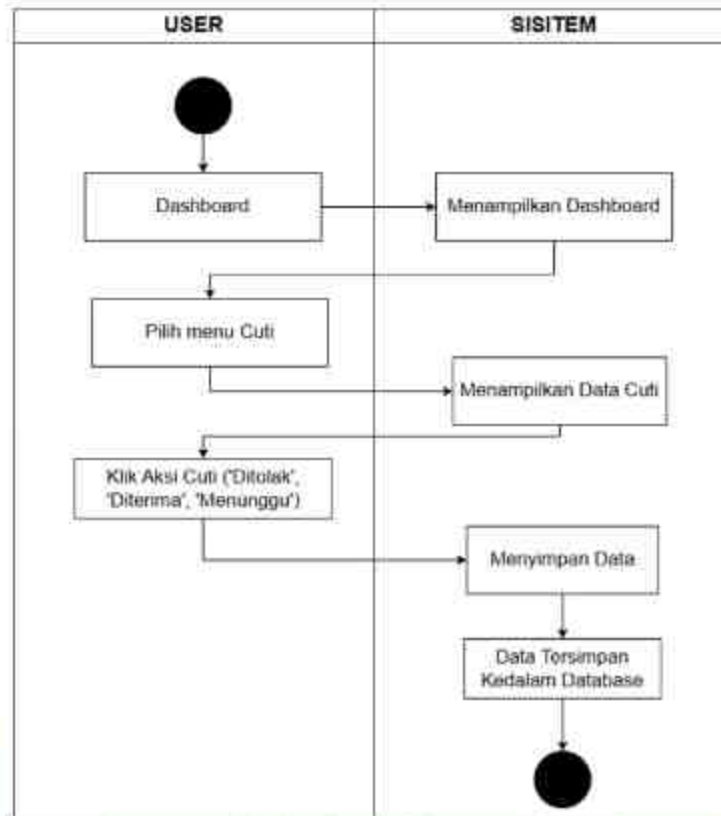 USER
SISITEM
Dashboard
Menampilkan Dashboard
Pilih menu Cuti
Menampilkan Data Cuti
Klik Aksi Cuti ('Ditolak',
'Diterima', 'Menunggu')
Menyimpan Data
Data Tersimpan
Kedalam Database